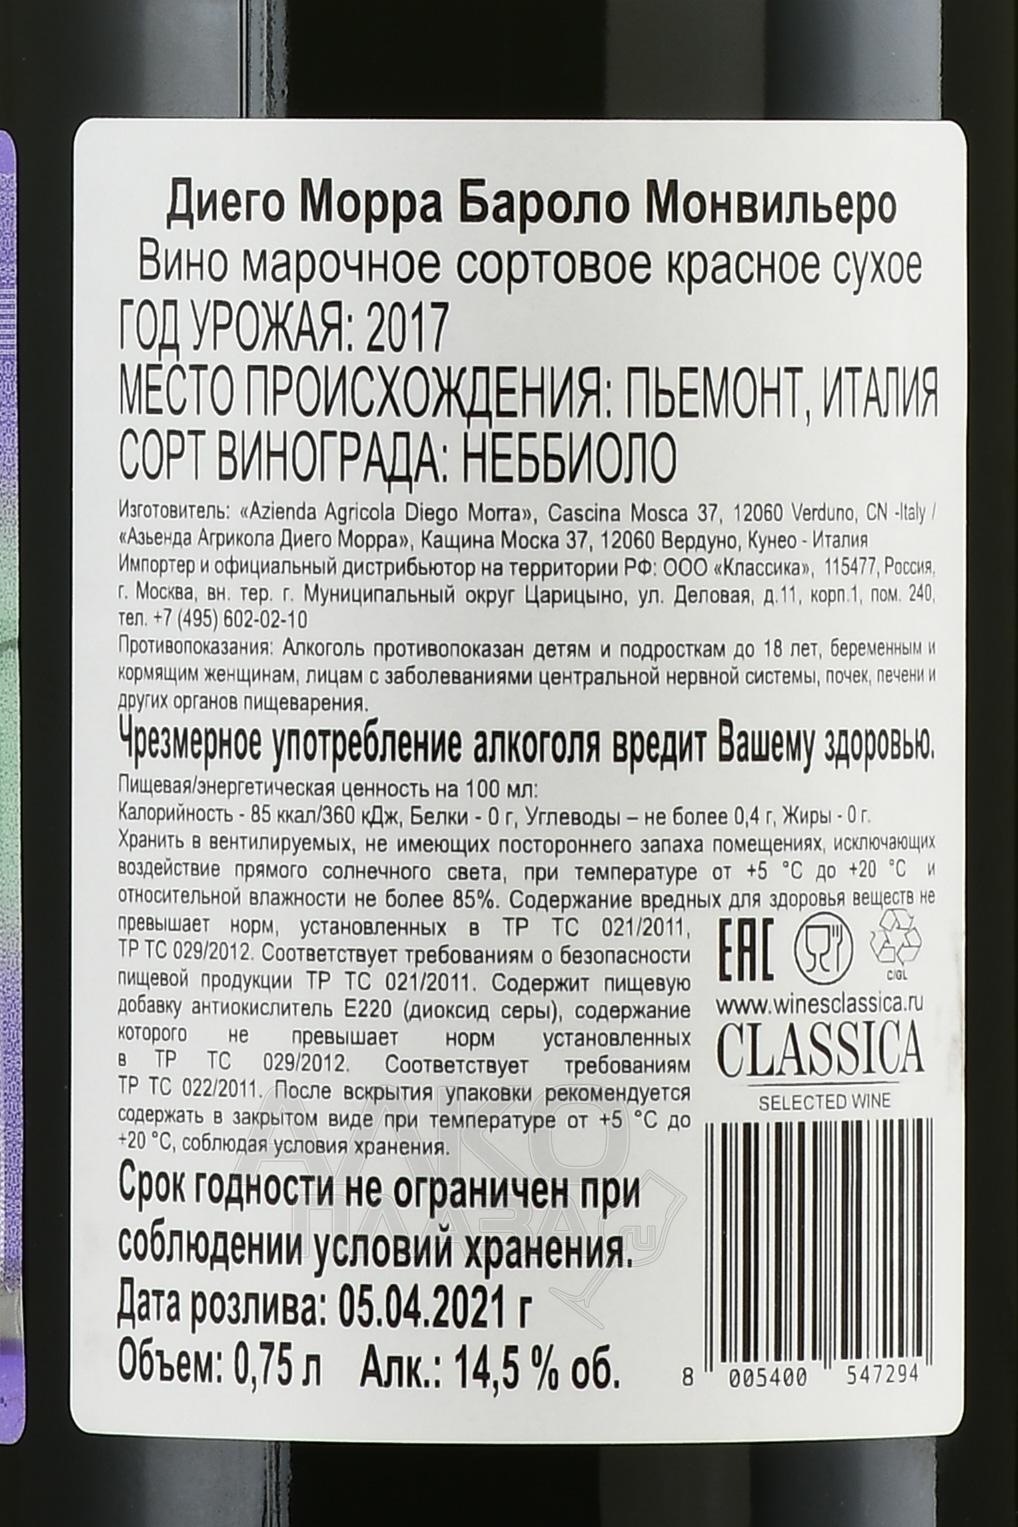 Диего Морра Бароло Монвильеро
Вино марочное сортовое красное сухое
ГОД УРОЖАЯ: 2017
МЕСТО ПРОИСХОЖДЕНИЯ: ПЬЕМОНТ, ИТАЛИЯ
СОРТ ВИНОГРАДА: НЕББИОЛО
Изготовитель: «Azienda Agricola Diego Morra», Cascina Mosca 37, 12060 Verduno, CN -Italy /
«Азьенда Агрикола Диего Морра», Кащина Моска 37, 12060 Вердуно, Кунео - Италия
Импортер и официальный дистрибьютор на территории РФ: ООО «Классика», 115477, Россия,
г. Москва, вн. тер. г. Муниципальный округ Царицыно, ул. Деловая, д.11, корп.1, пом. 240,
тел. +7 (495) 602-02-10
Противопоказания: Алкоголь противопоказан детям и подросткам до 18 лет, беременным и
кормящим женщинам, лицам с заболеваниями центральной нервной системы, почек, печени и
других органов пищеварения.
Чрезмерное употребление алкоголя вредит Вашему здоровью.
Пищевая/энергетическая ценность на 100 мл:
Калорийность - 85 ккал/360 кДж, Белки - 0 г, Углеводы – не более 0,4 г, Жиры - 0 г.
Хранить в вентилируемых, не имеющих постороннего запаха помещениях, исключающих
воздействие прямого солнечного света, при температуре от +5 °С до +20 °С и
относительной влажности не более 85%. Содержание вредных для здоровья веществ не
превышает норм, установленных в ТР ТС 021/2011,
ТР ТС 029/2012. Соответствует требованиям о безопасности
пищевой продукции ТР ТС 021/2011. Содержит пищевую
добавку антиокислитель Е220 (диоксид серы), содержание
которого не превышает норм установленных
в ТР ТС 029/2012. Соответствует требованиям
ТР ТС 022/2011. После вскрытия упаковки рекомендуется
содержать в закрытом виде при температуре от +5 °С до
+20 °С, соблюдая условия хранения.
Срок годности не ограничен при
соблюдении условий хранения.
Дата розлива: 05.04.2021 г
Объем: 0,75 л Алк.: 14,5 % об.
EAC
C/GL
www.winesclassica.ru
CLASSICA
SELECTED WINE
8 005400 547294
АЛКО
ПЛАЗА
.ru